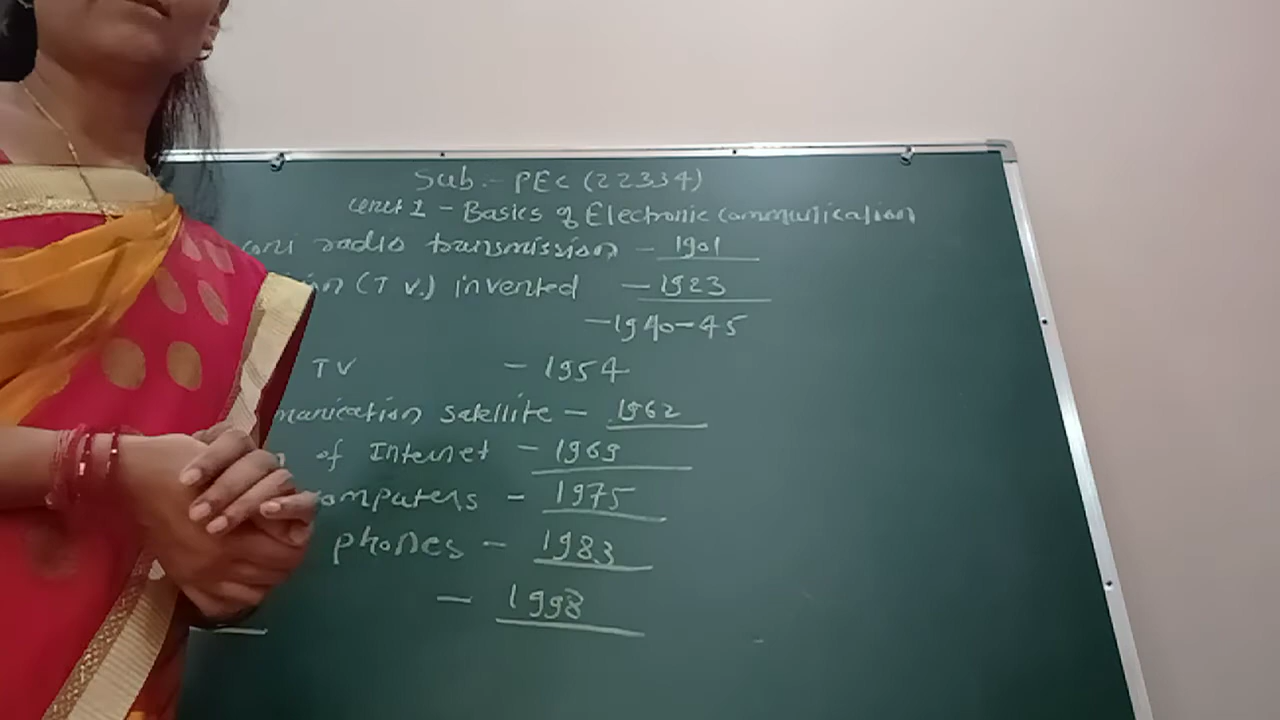 Sub.- PEC (22334)
Unit 1 - Basics of Electronic Communication
radio transmission - 1901
(T V.) invented - 1923
- 1940-45
TV - 1954
satellite - 1962
of Internet - 1969
computers - 1975
phones - 1983
- 1998